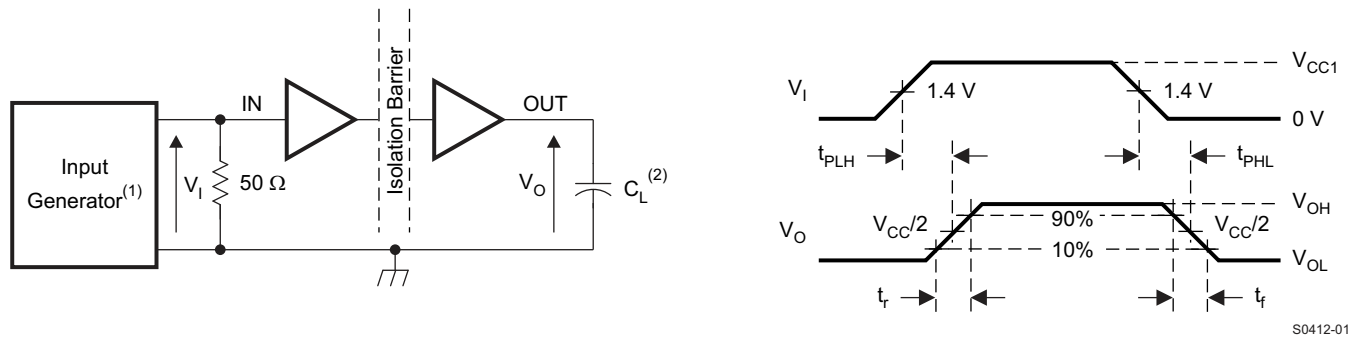 Input
Generator(1)
VI
50 Ω
IN
Isolation Barrier
OUT
VO
CL(2)
VI
1.4 V
1.4 V
VCC1
0 V
tPLH
tPHL
VO
VCC/2
90%
10%
VCC/2
VOH
VOL
tr
tf
S0412-01